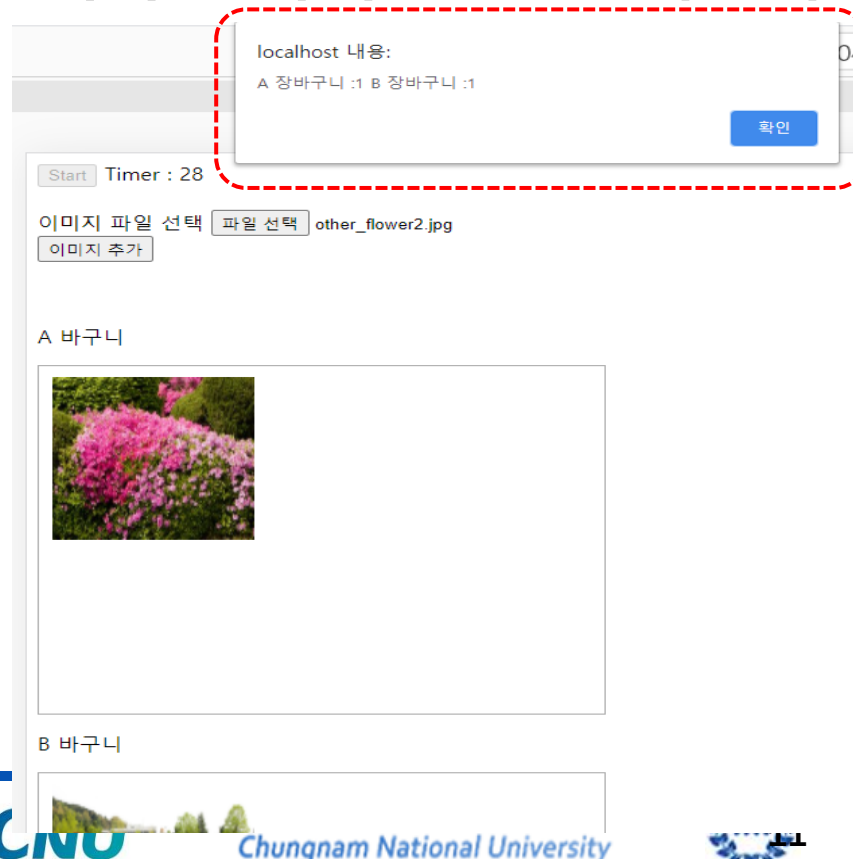 localhost 내용:
A 장바구니 :1 B 장바구니 :1
확인
Start Timer : 28
이미지 파일 선택 파일 선택 other_flower2.jpg
이미지 추가
A 바구니
B 바구니
CNU
Chungnam National University
11